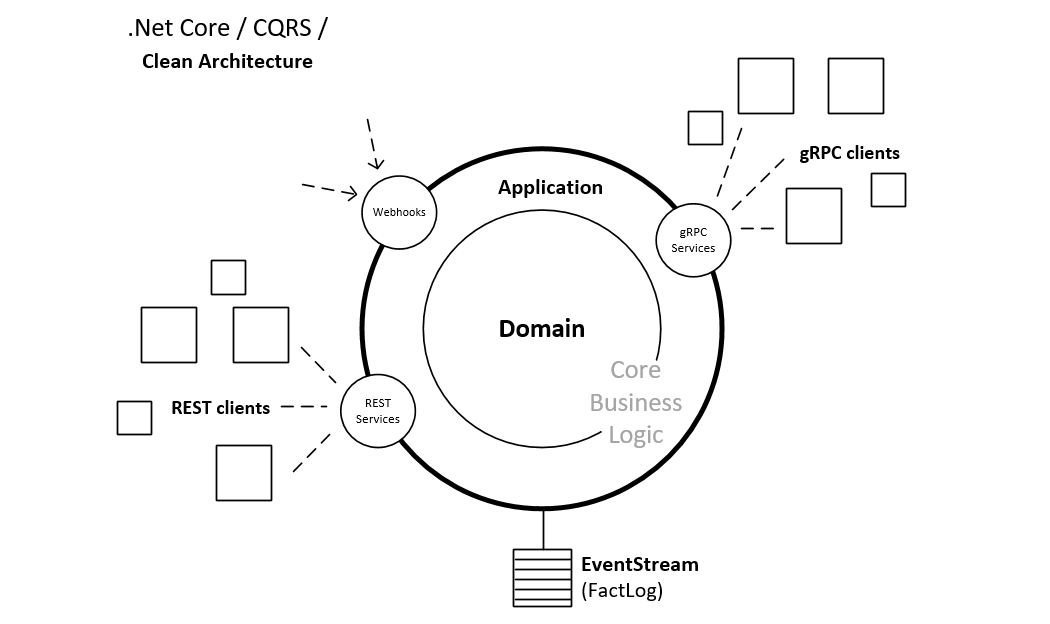 .Net Core / CQRS /
Clean Architecture
gRPC clients
Application
Webhooks
gRPC
Services
Domain
Core
Business
Logic
REST clients
REST
Services
EventStream
(FactLog)